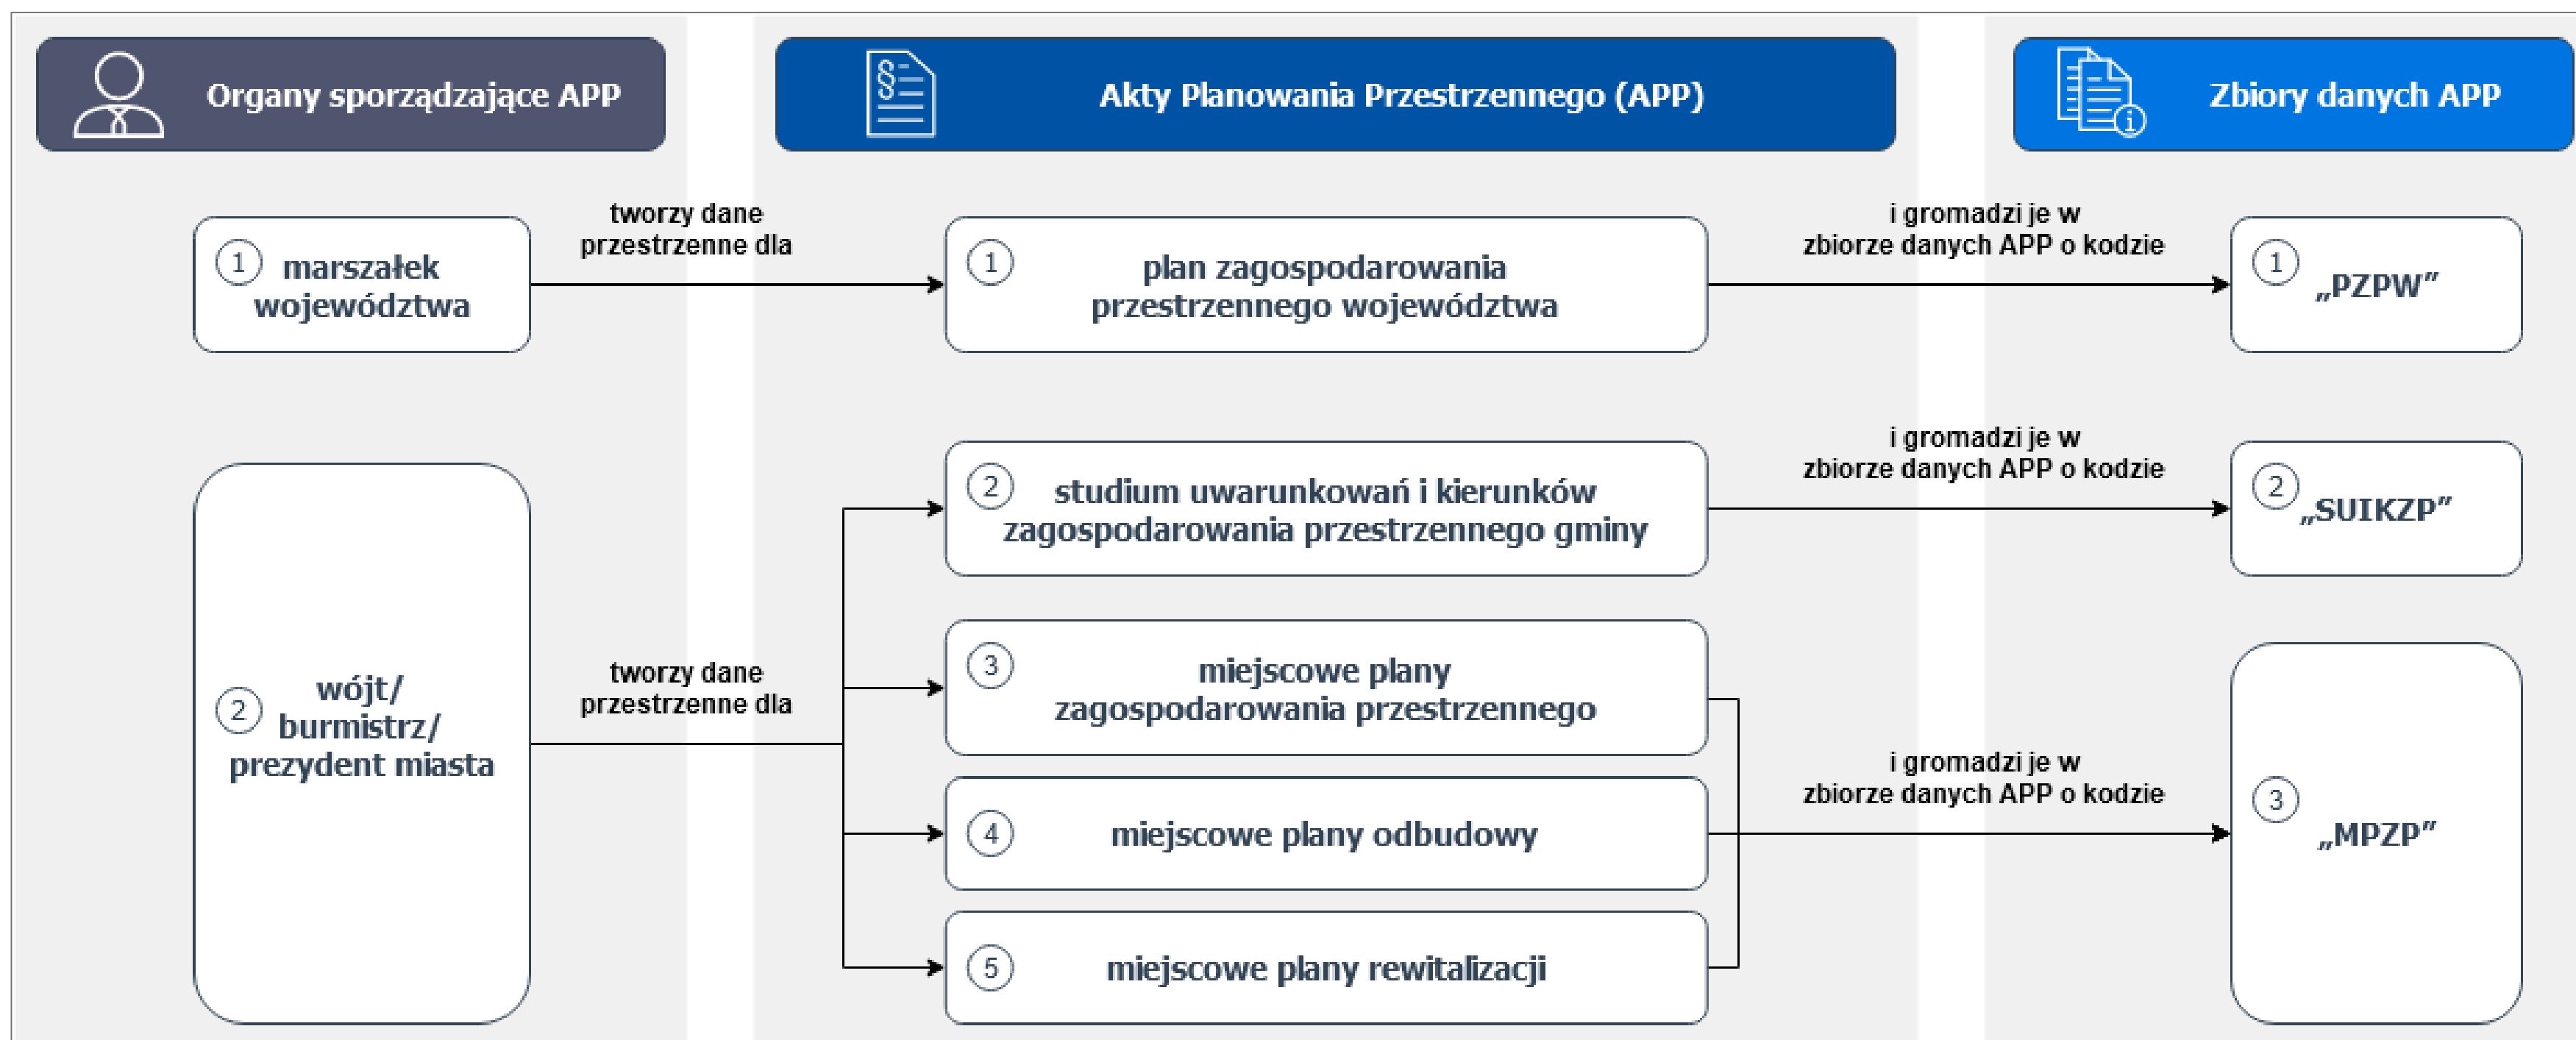 Organy sporządzające APP
Akty Planowania Przestrzennego (APP)
Zbiory danych APP
1
marszałek
województwa
tworzy dane
przestrzenne dla
1
plan zagospodarowania
przestrzennego województwa
i gromadzi je w
zbiorze danych APP o kodzie
1
„PZPW”
2
wójt/
burmistrz/
prezydent miasta
tworzy dane
przestrzenne dla
2
studium uwarunkowań i kierunków
zagospodarowania przestrzennego gminy
i gromadzi je w
zbiorze danych APP o kodzie
2
„SUIKZP”
3
miejscowe plany
zagospodarowania przestrzennego
4
miejscowe plany odbudowy
5
miejscowe plany rewitalizacji
i gromadzi je w
zbiorze danych APP o kodzie
3
„MPZP”